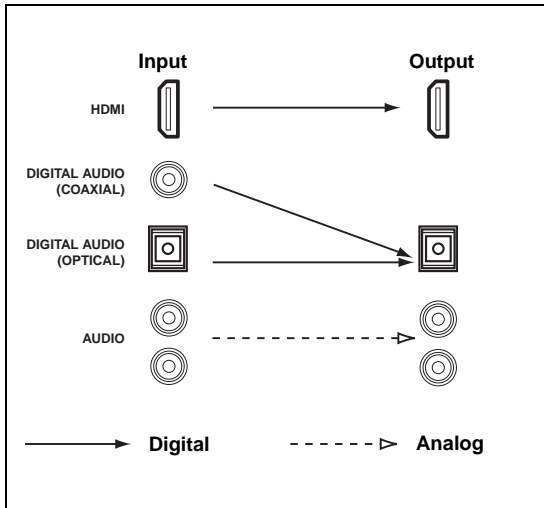 Input Output
HDMI
DIGITAL AUDIO
(COAXIAL)
DIGITAL AUDIO
(OPTICAL)
AUDIO
Digital Analog